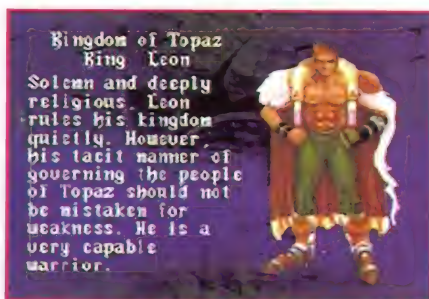 Kingdom of Topaz
King Leon
Solemn and deeply
religious, Leon
rules his kingdom
quietly. However,
his tacit manner of
governing the people
of Topaz should not
be mistaken for
weakness. He is a
very capable
warrior.